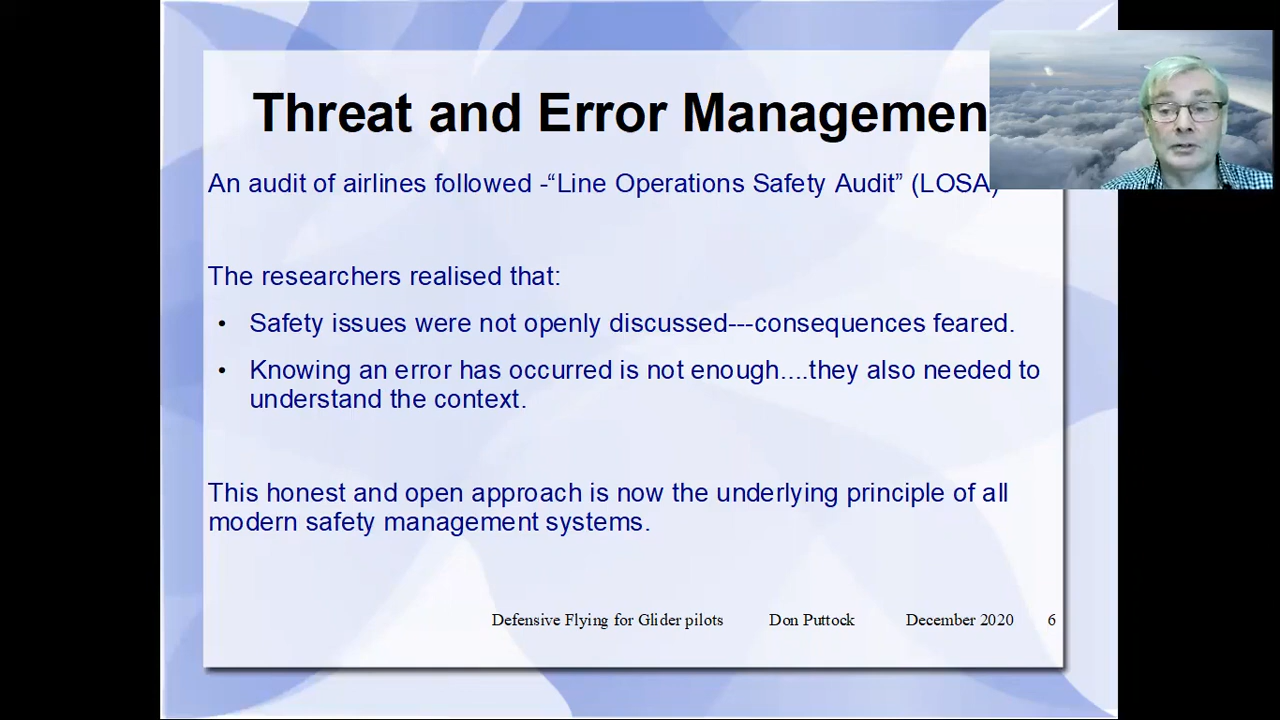 Threat and Error Managemen
An audit of airlines followed -“Line Operations Safety Audit” (LOSA)
The researchers realised that:
• Safety issues were not openly discussed---consequences feared.
• Knowing an error has occurred is not enough....they also needed to
understand the context.
This honest and open approach is now the underlying principle of all
modern safety management systems.
Defensive Flying for Glider pilots Don Puttock December 2020 6